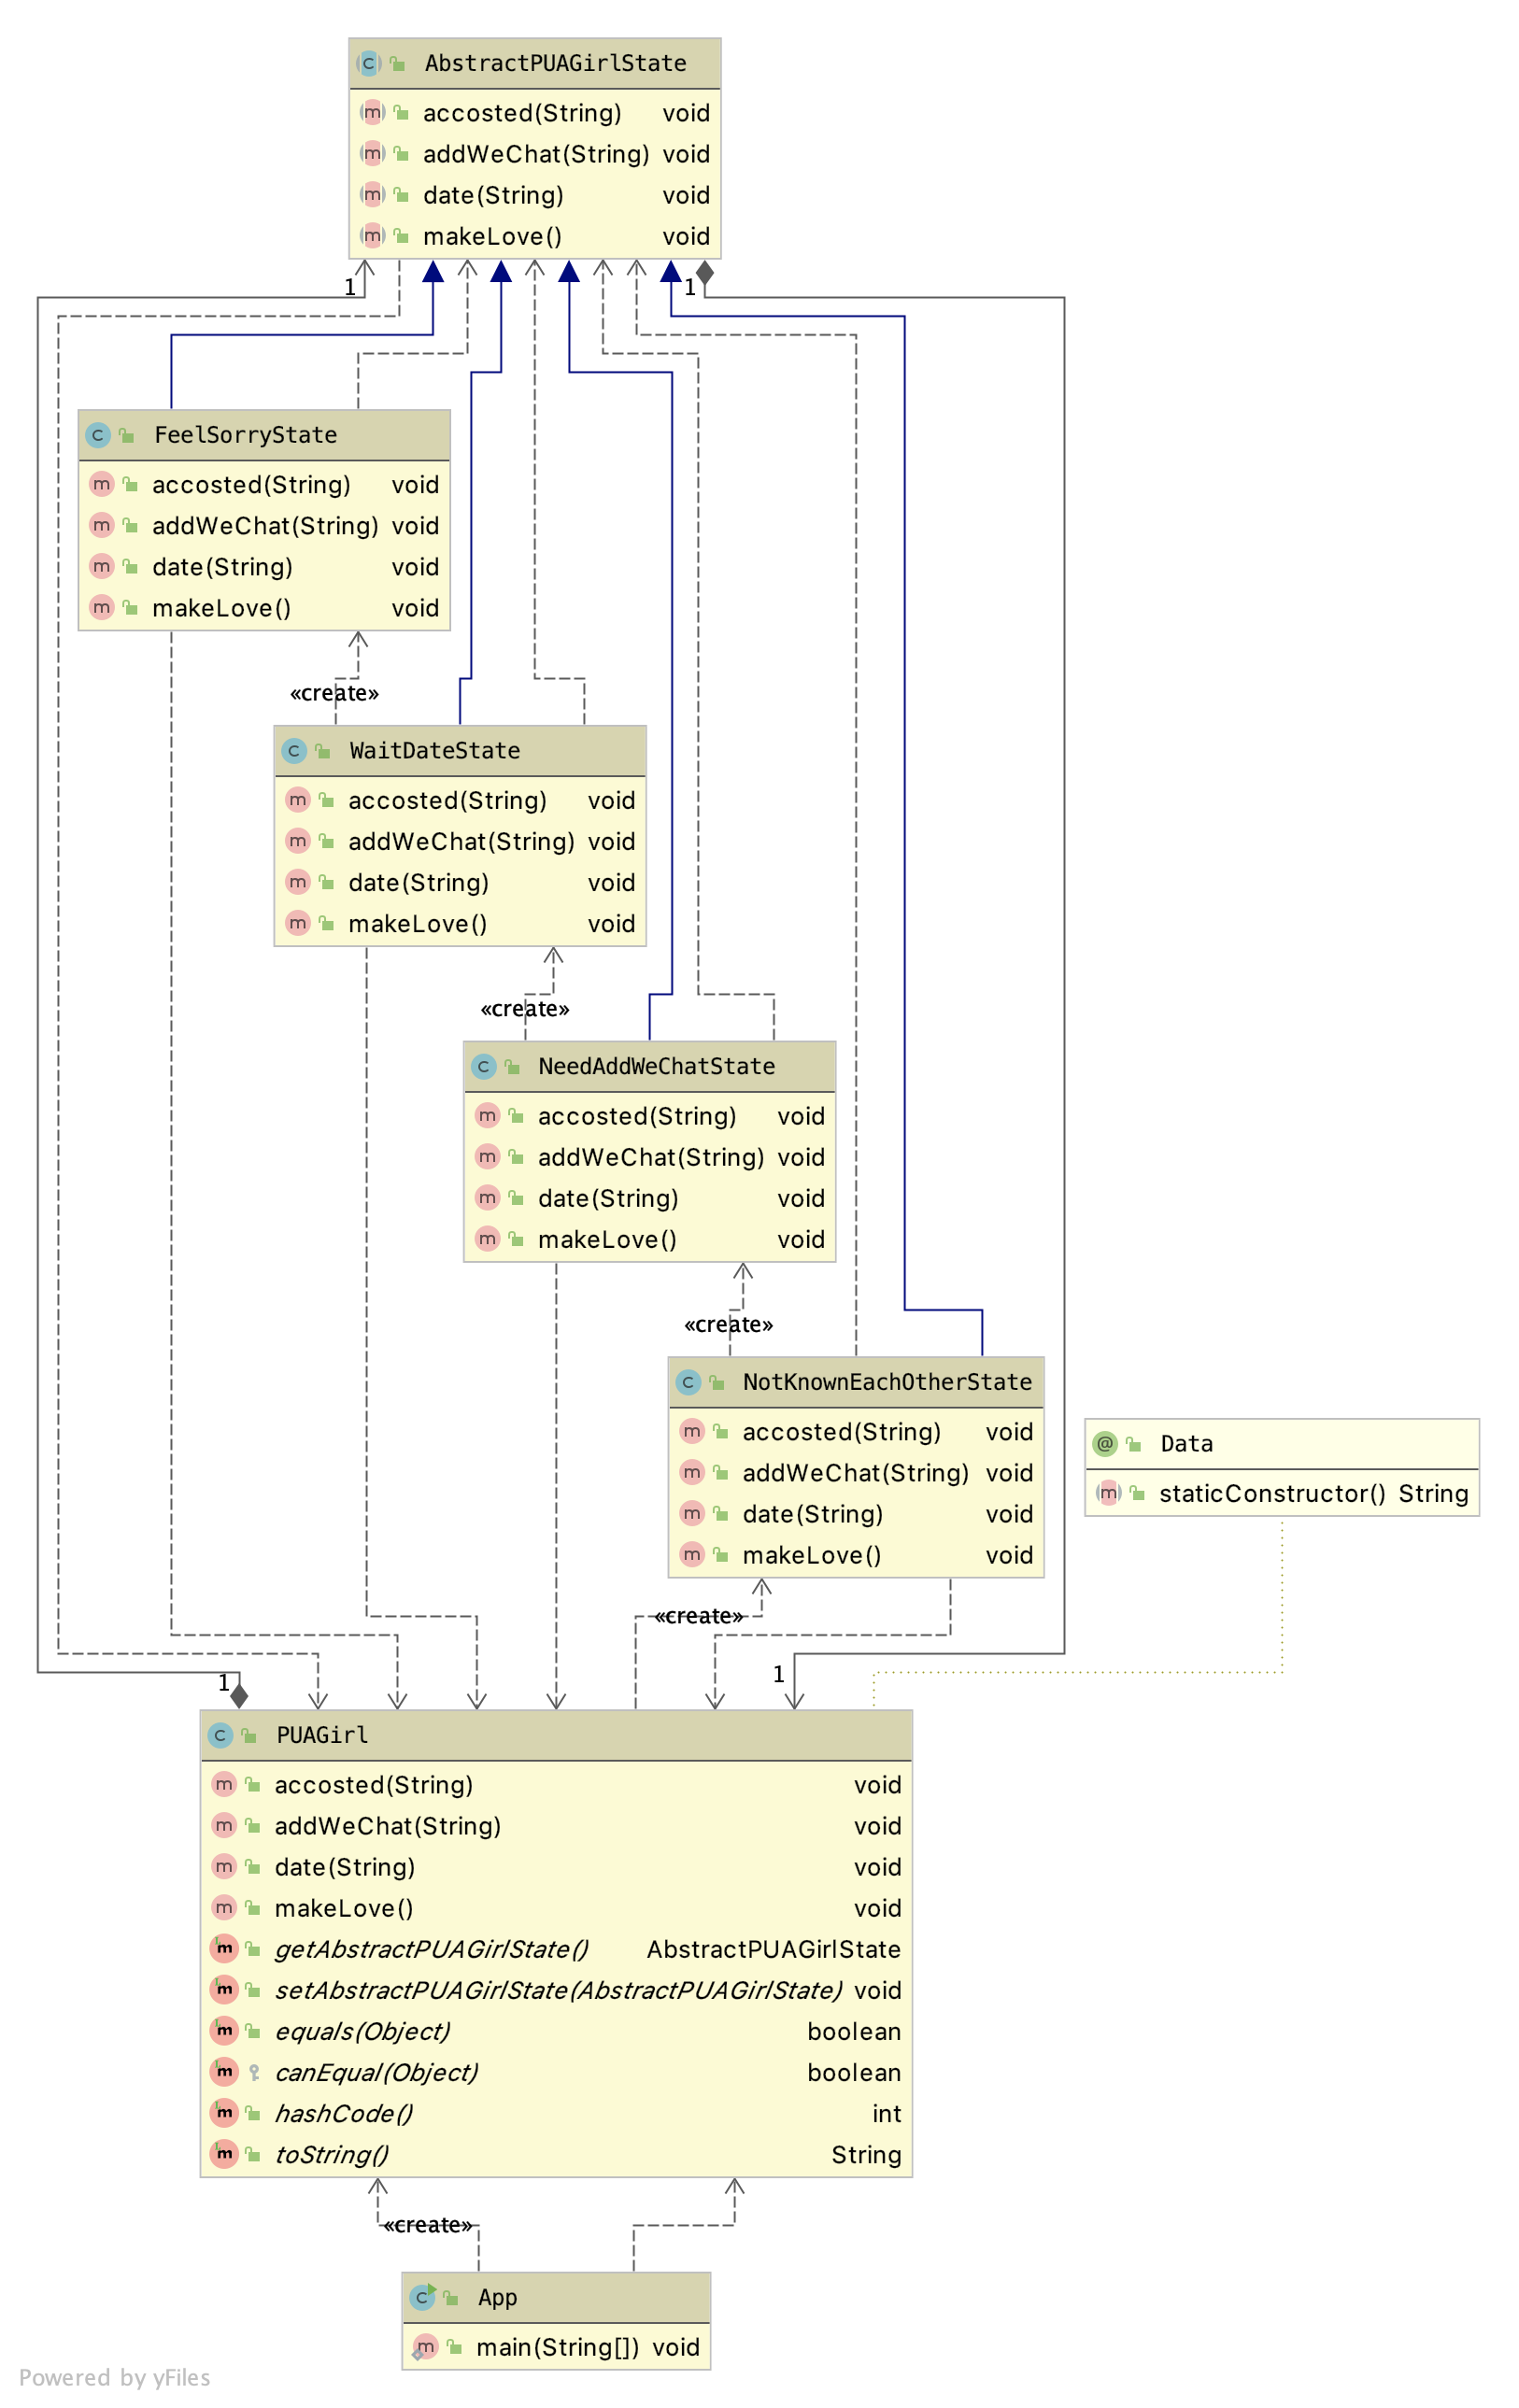 AbstractPUAGirlState
accosted(String) void
addWeChat(String) void
date(String) void
makeLove() void
1
1
FeelSorryState
accosted(String) void
addWeChat(String) void
date(String) void
makeLove() void
«create»
WaitDateState
accosted(String) void
addWeChat(String) void
date(String) void
makeLove() void
«create»
NeedAddWeChatState
accosted(String) void
addWeChat(String) void
date(String) void
makeLove() void
«create»
NotKnownEachOtherState
accosted(String) void
addWeChat(String) void
date(String) void
makeLove() void
Data
staticConstructor() String
«create»
1
1
PUAGirl
accosted(String) void
addWeChat(String) void
date(String) void
makeLove() void
getAbstractPUAGirlState() AbstractPUAGirlState
setAbstractPUAGirlState(AbstractPUAGirlState) void
equals(Object) boolean
canEqual(Object) boolean
hashCode() int
toString() String
«create»
App
main(String[]) void
Powered by yFiles